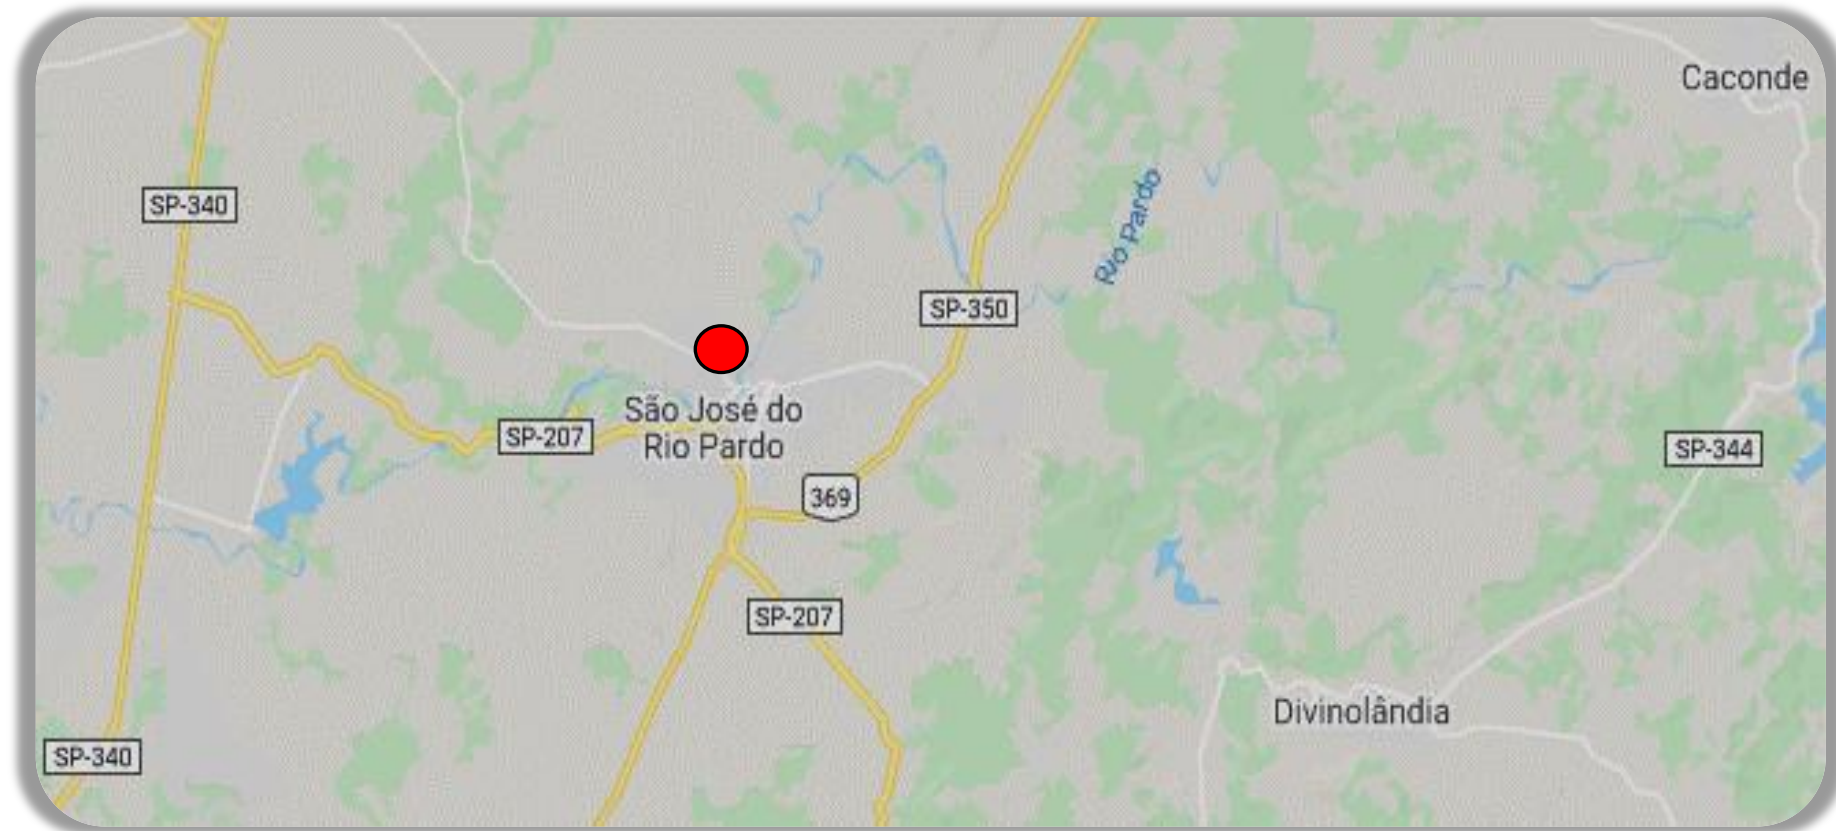 Caconde
SP-340
Rio Pardo
SP-350
São José do
Rio Pardo
SP-207
SP-344
369
SP-207
Divinolândia
SP-340